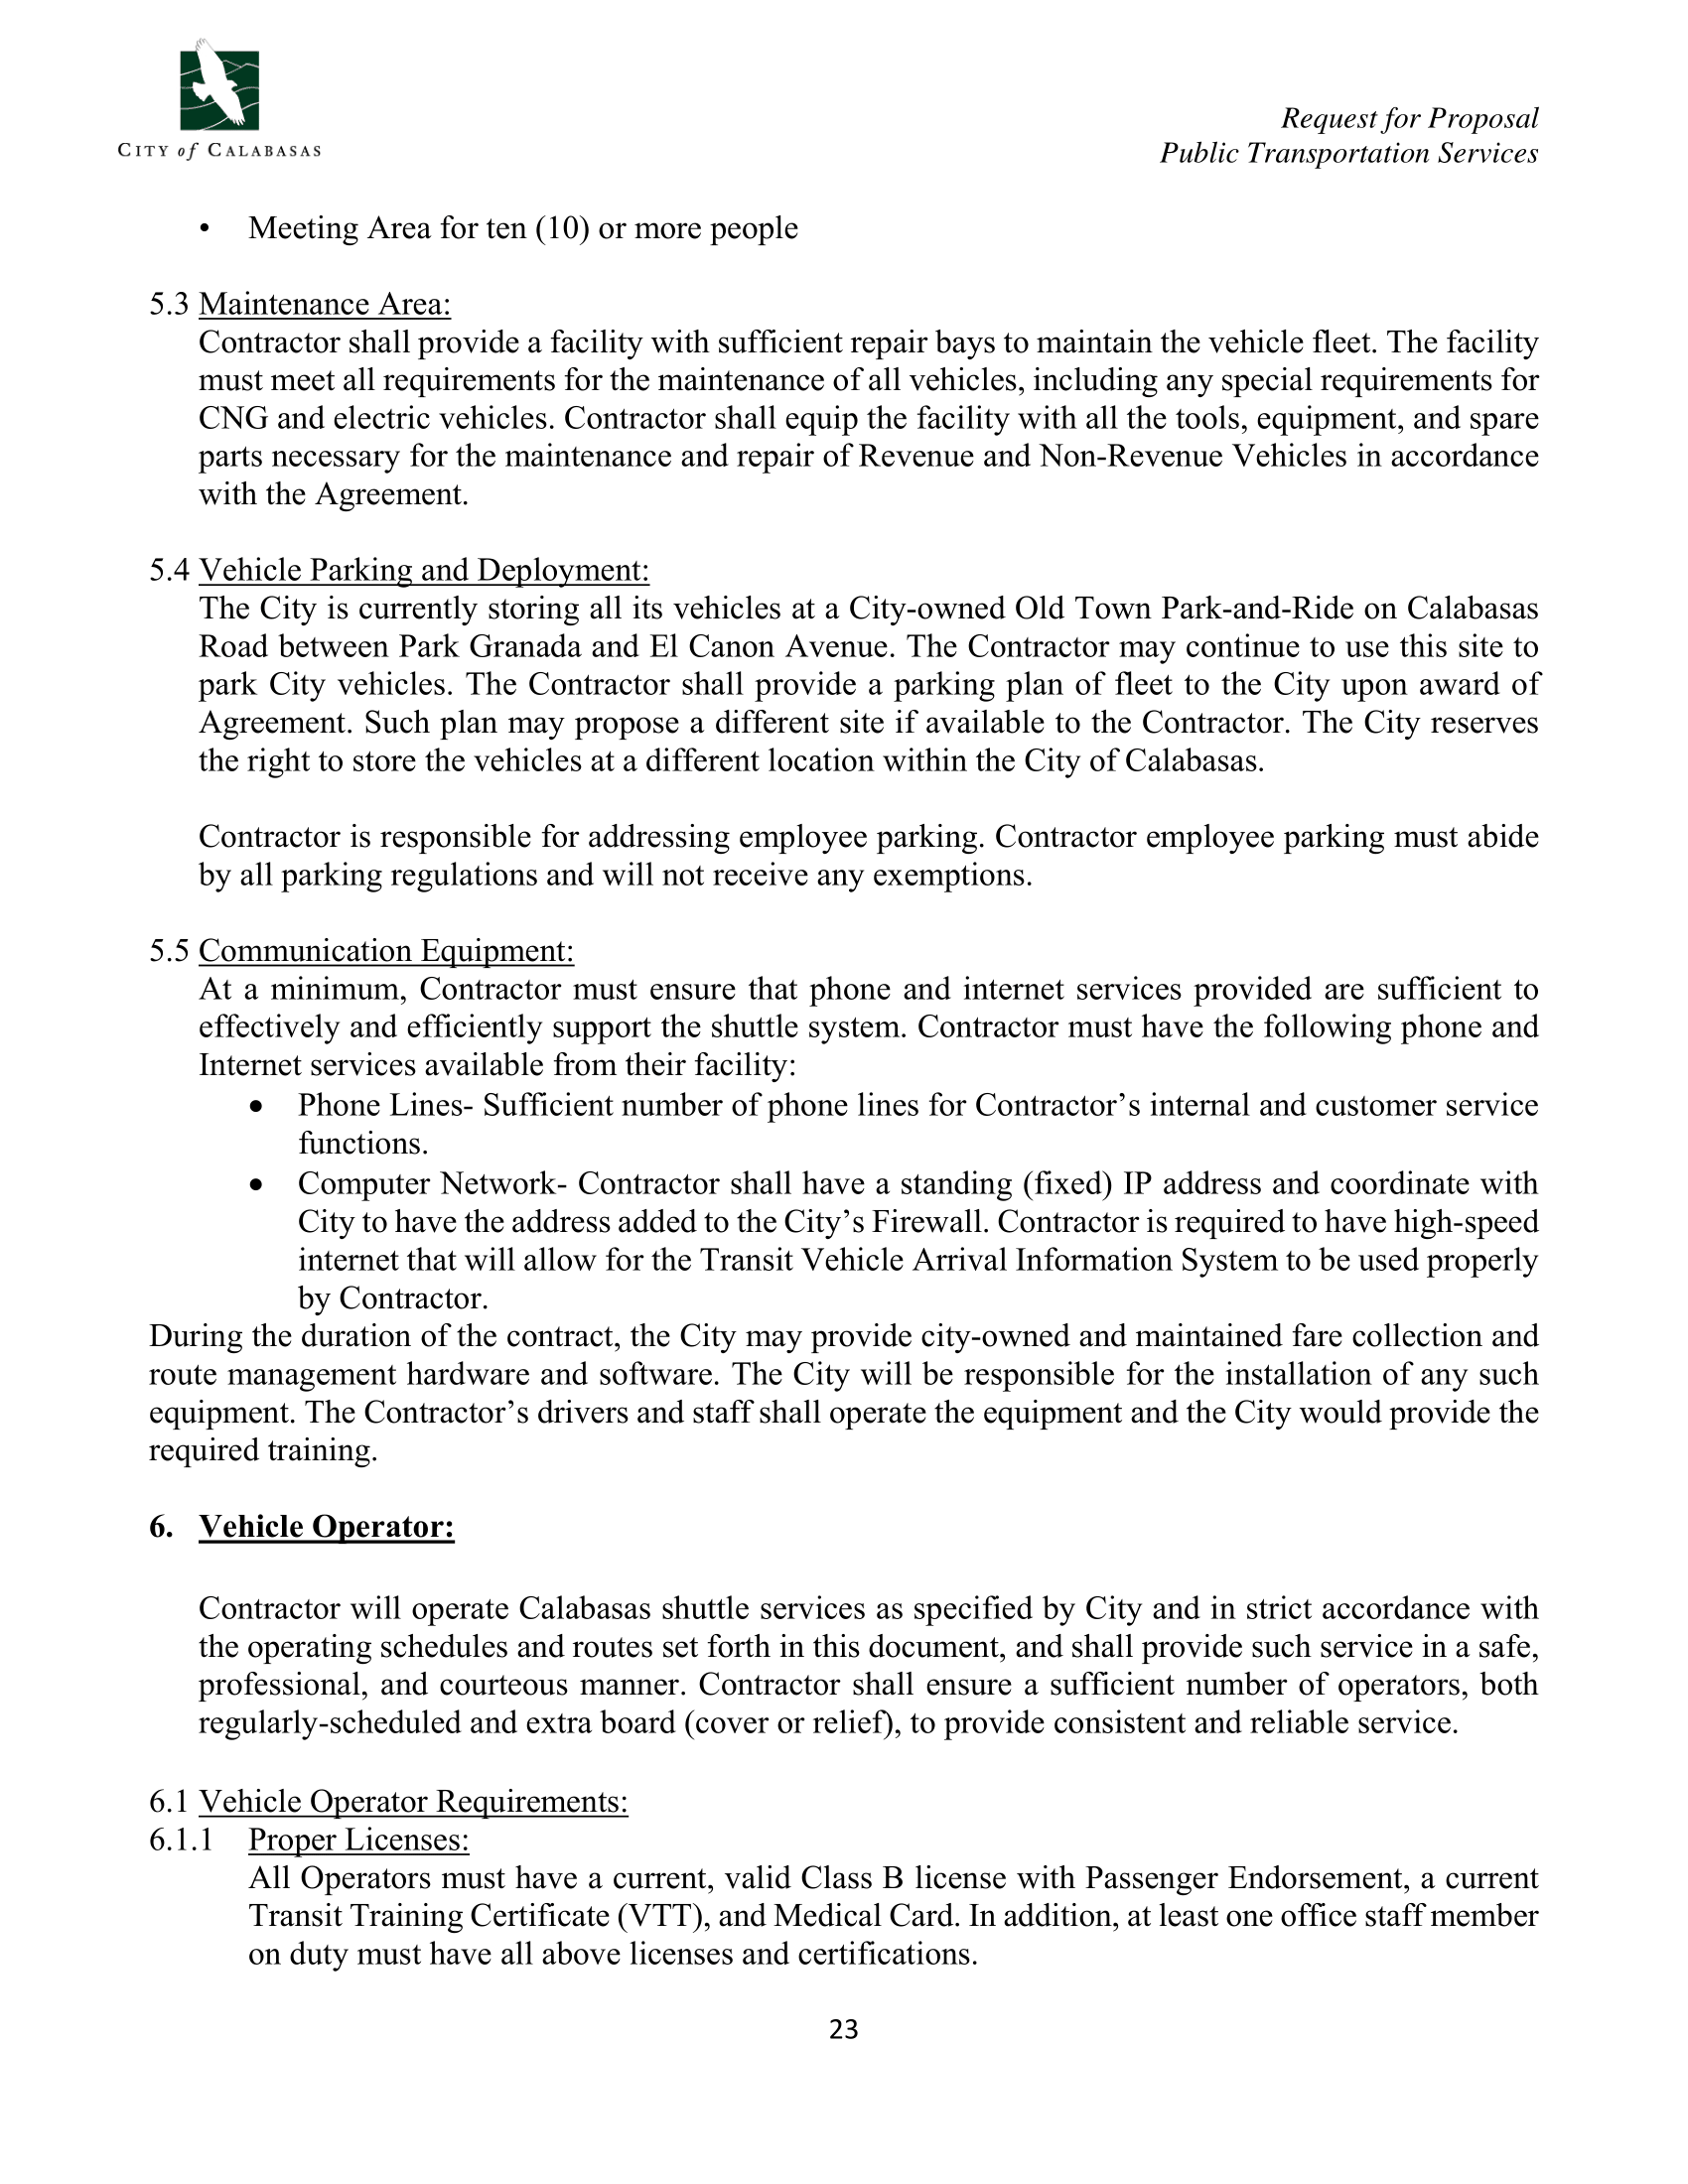 CITY of CALABASAS
Request for Proposal
Public Transportation Services
• Meeting Area for ten (10) or more people
5.3 Maintenance Area:
Contractor shall provide a facility with sufficient repair bays to maintain the vehicle fleet. The facility
must meet all requirements for the maintenance of all vehicles, including any special requirements for
CNG and electric vehicles. Contractor shall equip the facility with all the tools, equipment, and spare
parts necessary for the maintenance and repair of Revenue and Non-Revenue Vehicles in accordance
with the Agreement.
5.4 Vehicle Parking and Deployment:
The City is currently storing all its vehicles at a City-owned Old Town Park-and-Ride on Calabasas
Road between Park Granada and El Canon Avenue. The Contractor may continue to use this site to
park City vehicles. The Contractor shall provide a parking plan of fleet to the City upon award of
Agreement. Such plan may propose a different site if available to the Contractor. The City reserves
the right to store the vehicles at a different location within the City of Calabasas.
Contractor is responsible for addressing employee parking. Contractor employee parking must abide
by all parking regulations and will not receive any exemptions.
5.5 Communication Equipment:
At a minimum, Contractor must ensure that phone and internet services provided are sufficient to
effectively and efficiently support the shuttle system. Contractor must have the following phone and
Internet services available from their facility:
• Phone Lines- Sufficient number of phone lines for Contractor’s internal and customer service
functions.
• Computer Network- Contractor shall have a standing (fixed) IP address and coordinate with
City to have the address added to the City’s Firewall. Contractor is required to have high-speed
internet that will allow for the Transit Vehicle Arrival Information System to be used properly
by Contractor.
During the duration of the contract, the City may provide city-owned and maintained fare collection and
route management hardware and software. The City will be responsible for the installation of any such
equipment. The Contractor’s drivers and staff shall operate the equipment and the City would provide the
required training.
6. Vehicle Operator:
Contractor will operate Calabasas shuttle services as specified by City and in strict accordance with
the operating schedules and routes set forth in this document, and shall provide such service in a safe,
professional, and courteous manner. Contractor shall ensure a sufficient number of operators, both
regularly-scheduled and extra board (cover or relief), to provide consistent and reliable service.
6.1 Vehicle Operator Requirements:
6.1.1 Proper Licenses:
All Operators must have a current, valid Class B license with Passenger Endorsement, a current
Transit Training Certificate (VTT), and Medical Card. In addition, at least one office staff member
on duty must have all above licenses and certifications.
23